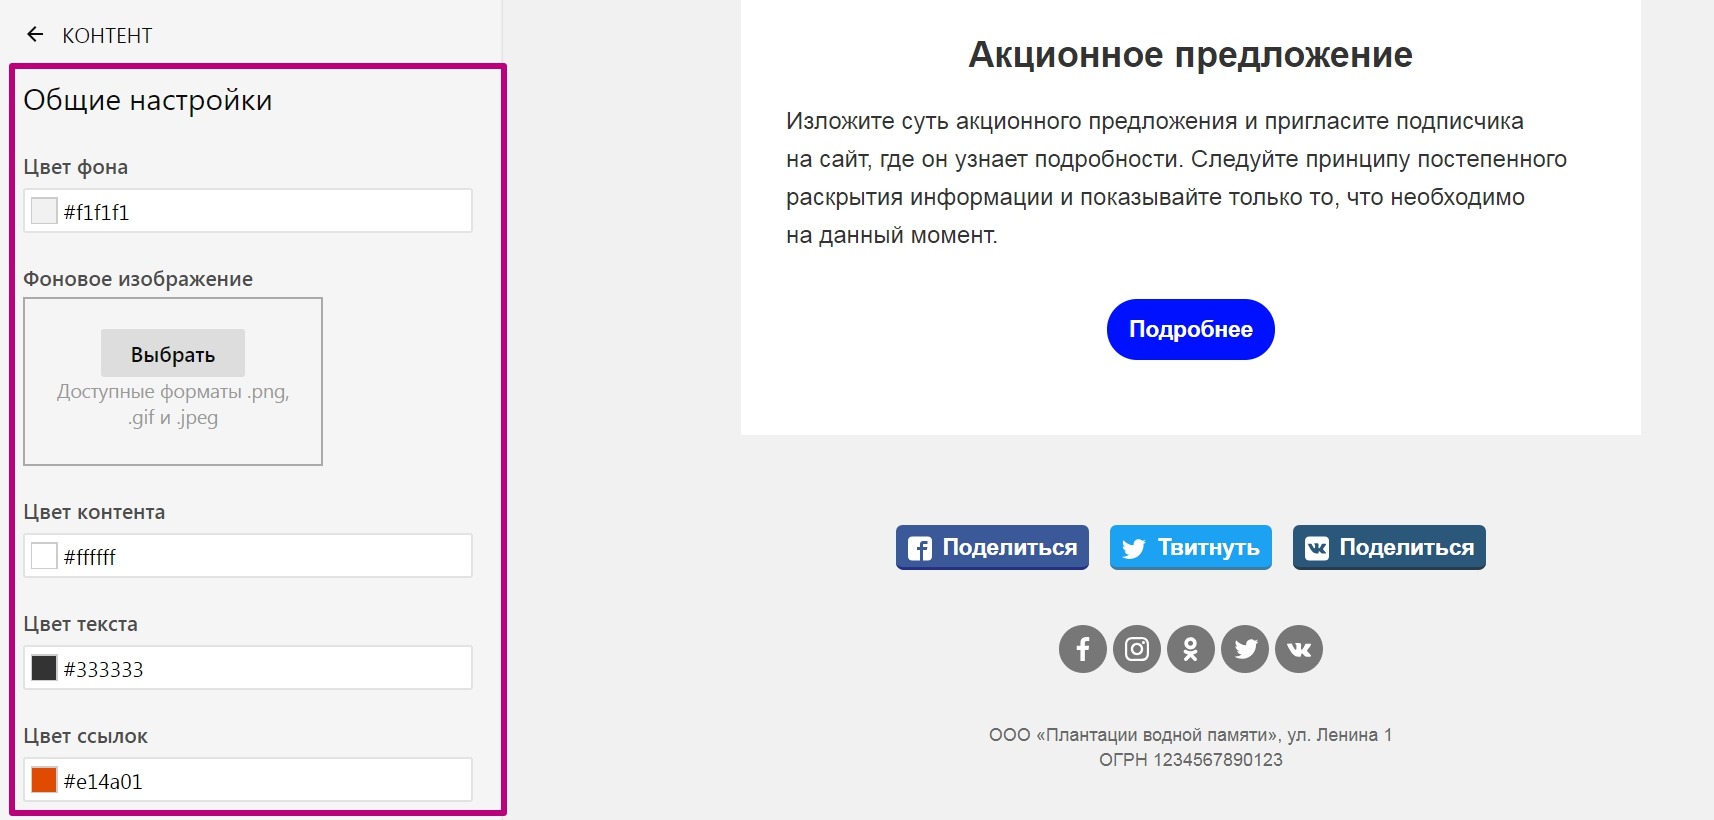 КОНТЕНТ
Общие настройки
Цвет фона
#f1f1f1
Фоновое изображение
Выбрать
Доступные форматы .png,
.gif и .jpeg
Цвет контента
#ffffff
Цвет текста
#333333
Цвет ссылок
#e14a01
Акционное предложение
Изложите суть акционного предложения и пригласите подписчика
на сайт, где он узнает подробности. Следуйте принципу постепенного
раскрытия информации и показывайте только то, что необходимо
на данный момент.
Подробнее
Поделиться
Твитнуть
Поделиться
ООО «Плантации водной памяти», ул. Ленина 1
ОГРН 1234567890123